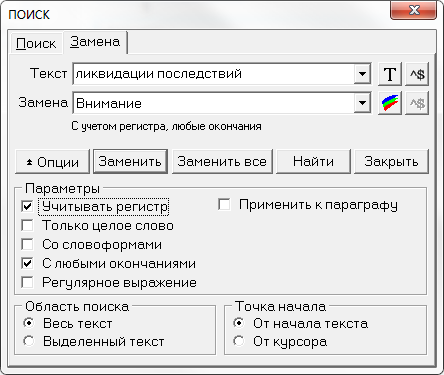 ПОИСК
Поиск Замена
Текст ликвидации последствий T ^$
Замена Внимание ^$
С учетом регистра, любые окончания
Опции Заменить Заменить все Найти Закрыть
Параметры
Учитывать регистр Применить к параграфу
Только целое слово
Со словоформами
С любыми окончаниями
Регулярное выражение
Область поиска Точка начала
Весь текст От начала текста
Выделенный текст От курсора